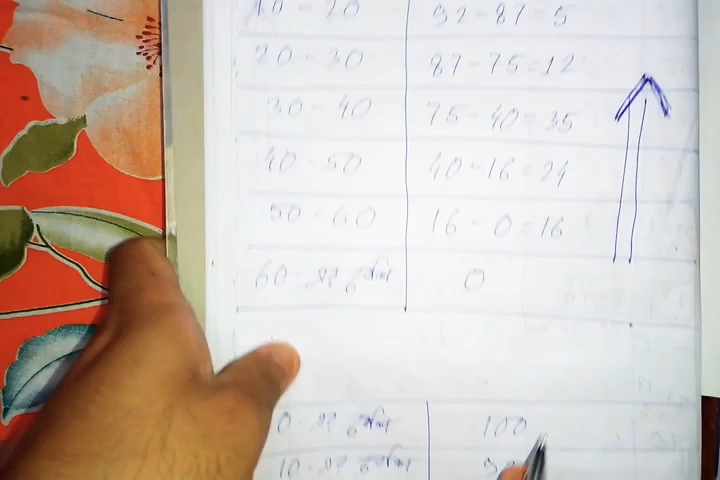 10 - 20 92 - 87 = 5
20 - 30 87 - 75 = 12
30 - 40 75 - 40 = 35
40 - 50 40 - 16 = 24
50 - 60 16 - 0 = 16
60 - এর বেশি 0
0 - এর বেশি 100
10 - এর বেশি